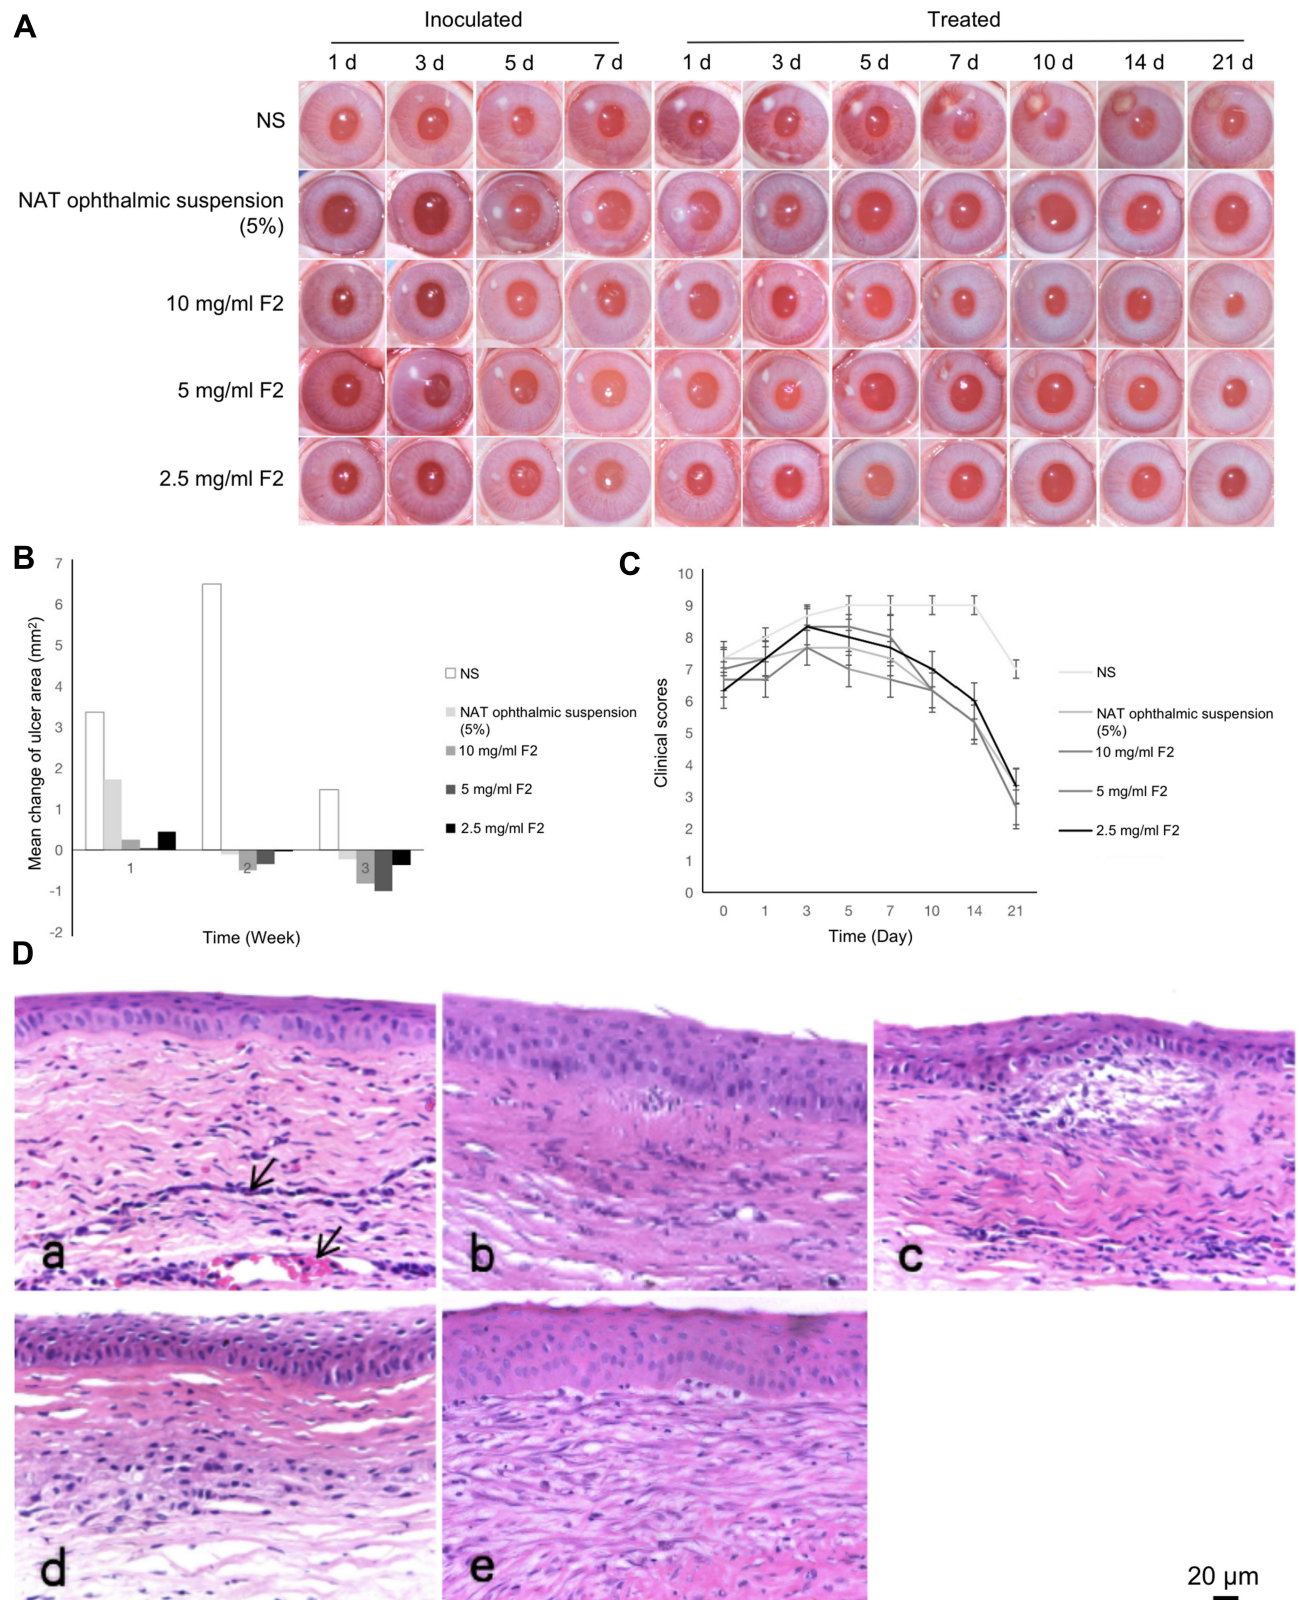 A
Inoculated
Treated
1 d 3 d 5 d 7 d 1 d 3 d 5 d 7 d 10 d 14 d 21 d
NS
NAT ophthalmic suspension
(5%)
10 mg/ml F2
5 mg/ml F2
2.5 mg/ml F2
B
Mean change of ulcer area (mm²)
7
6
5
4
3
2
1
0
-1
-2
1 2 3
Time (Week)
NS
NAT ophthalmic suspension
(5%)
10 mg/ml F2
5 mg/ml F2
2.5 mg/ml F2
C
Clinical scores
10
9
8
7
6
5
4
3
2
1
0
0 1 3 5 7 10 14 21
Time (Day)
NS
NAT ophthalmic suspension
(5%)
10 mg/ml F2
5 mg/ml F2
2.5 mg/ml F2
D
a
b
c
d
e
20 µm